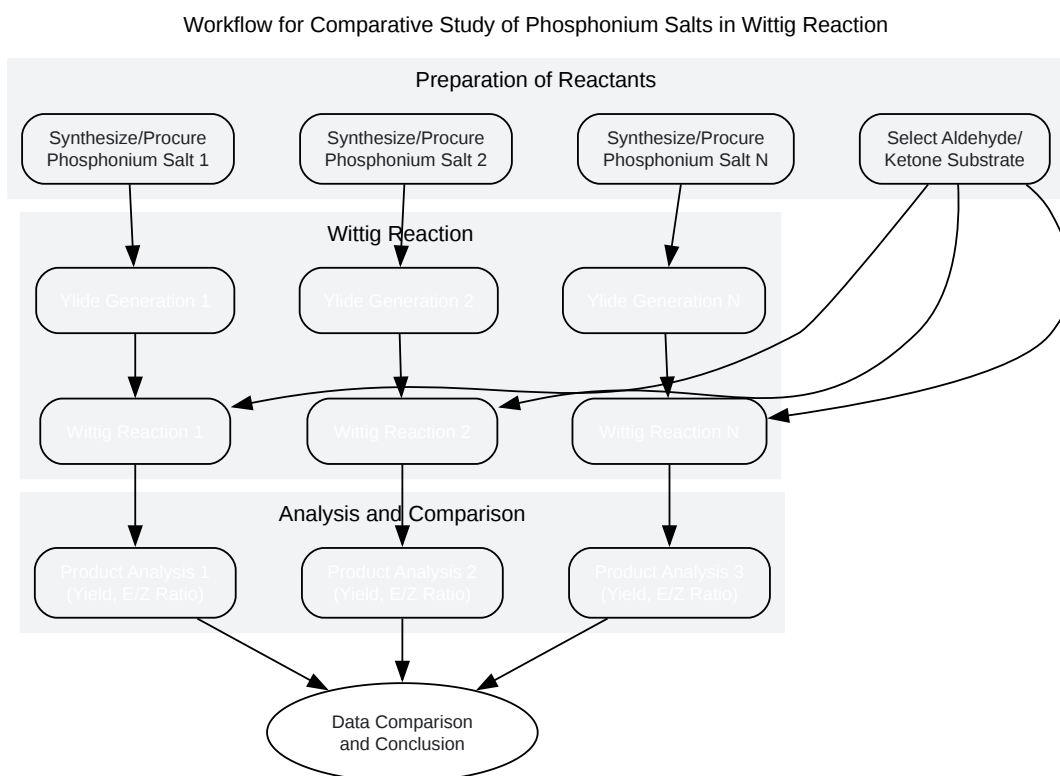 Workflow for Comparative Study of Phosphonium Salts in Wittig Reaction
Preparation of Reactants
Synthesize/Procure
Phosphonium Salt 1
Synthesize/Procure
Phosphonium Salt 2
Synthesize/Procure
Phosphonium Salt N
Select Aldehyde/
Ketone Substrate
Wittig Reaction
Ylide Generation 1
Ylide Generation 2
Ylide Generation N
Wittig Reaction 1
Wittig Reaction 2
Wittig Reaction N
Analysis and Comparison
Product Analysis 1
(Yield, E/Z Ratio)
Product Analysis 2
(Yield, E/Z Ratio)
Product Analysis 3
(Yield, E/Z Ratio)
Data Comparison
and Conclusion